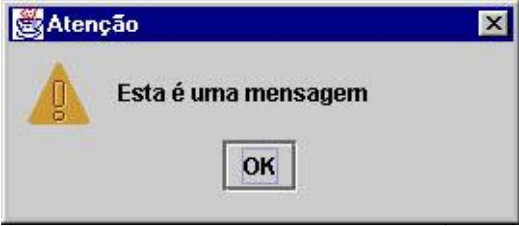 Atenção
Esta é uma mensagem
OK